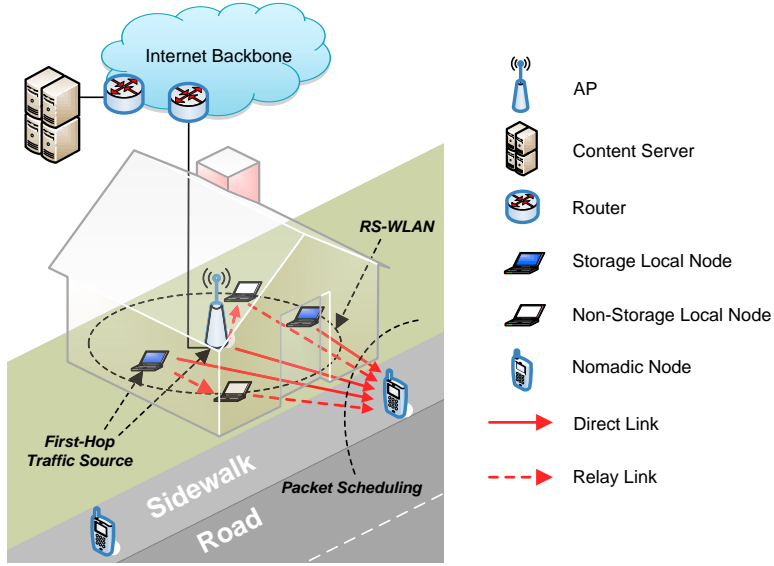 Internet Backbone
RS-WLAN
First-Hop
Traffic Source
Packet Scheduling
Sidewalk
Road
AP
Content Server
Router
Storage Local Node
Non-Storage Local Node
Nomadic Node
Direct Link
Relay Link